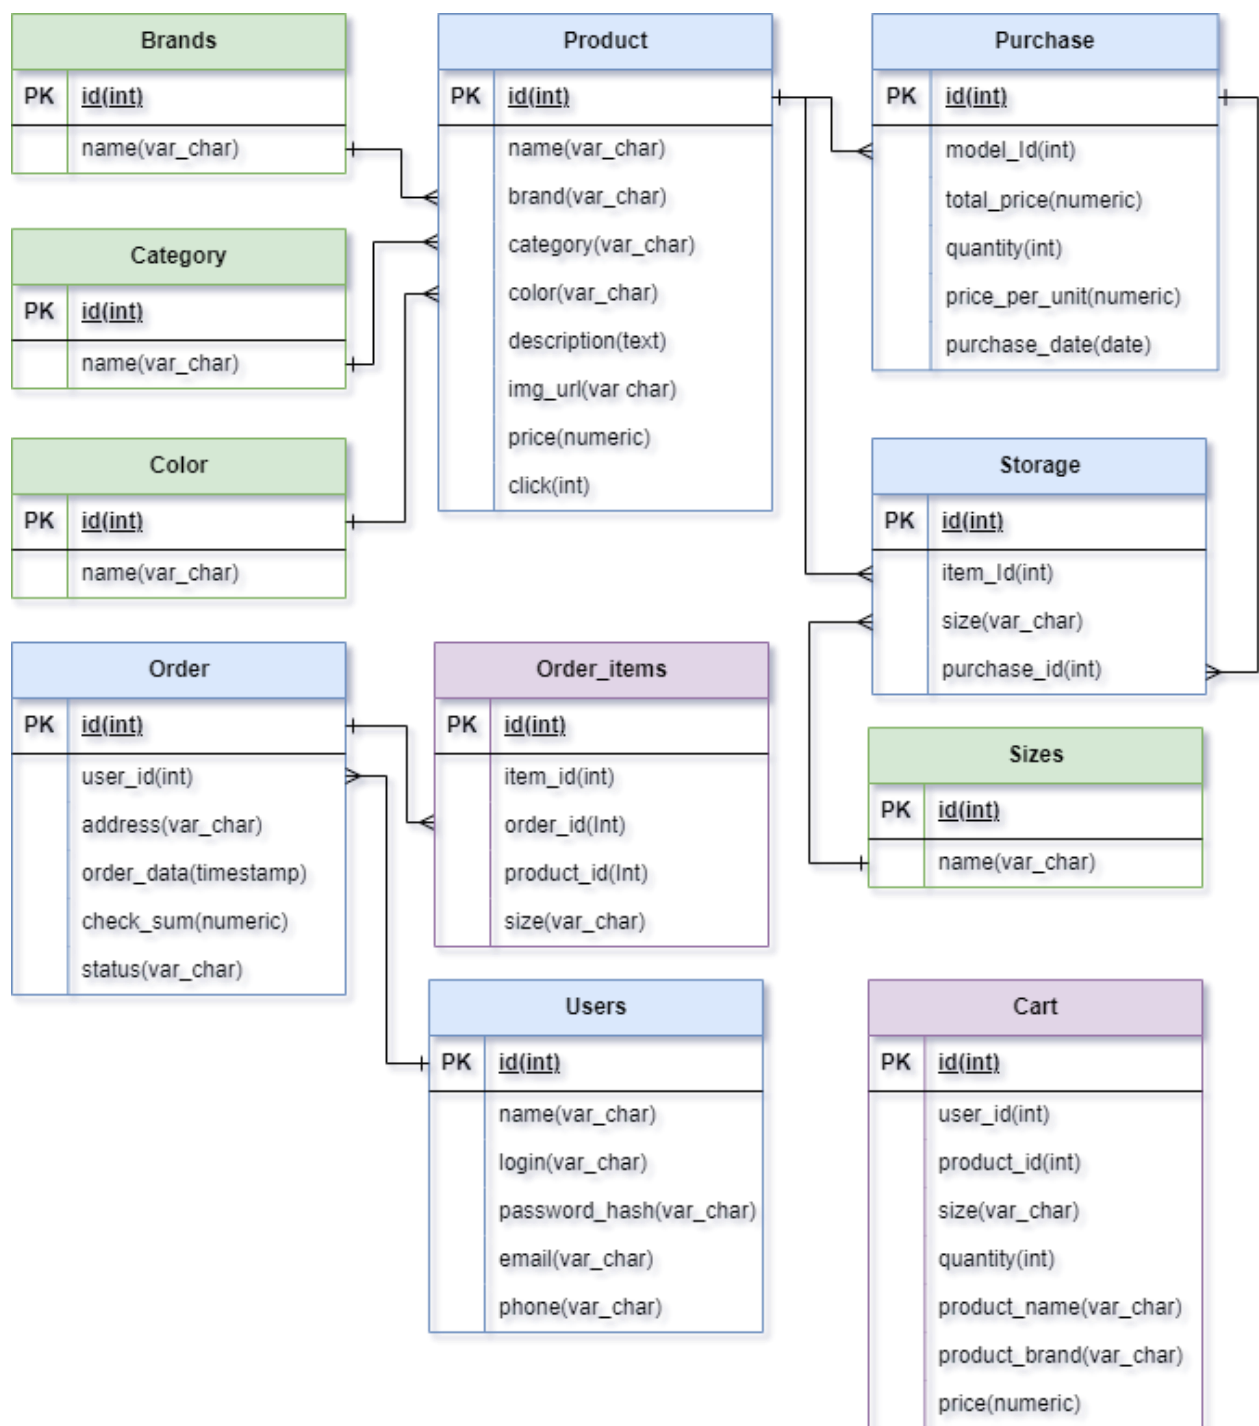 Brands
PK id(int)
name(var_char)
Category
PK id(int)
name(var_char)
Color
PK id(int)
name(var_char)
Product
PK id(int)
name(var_char)
brand(var_char)
category(var_char)
color(var_char)
description(text)
img_url(var char)
price(numeric)
click(int)
Purchase
PK id(int)
model_Id(int)
total_price(numeric)
quantity(int)
price_per_unit(numeric)
purchase_date(date)
Storage
PK id(int)
item_Id(int)
size(var_char)
purchase_id(int)
Order
PK id(int)
user_id(int)
address(var_char)
order_data(timestamp)
check_sum(numeric)
status(var_char)
Order_items
PK id(int)
item_id(int)
order_id(Int)
product_id(Int)
size(var_char)
Sizes
PK id(int)
name(var_char)
Users
PK id(int)
name(var_char)
login(var_char)
password_hash(var_char)
email(var_char)
phone(var_char)
Cart
PK id(int)
user_id(int)
product_id(int)
size(var_char)
quantity(int)
product_name(var_char)
product_brand(var_char)
price(numeric)